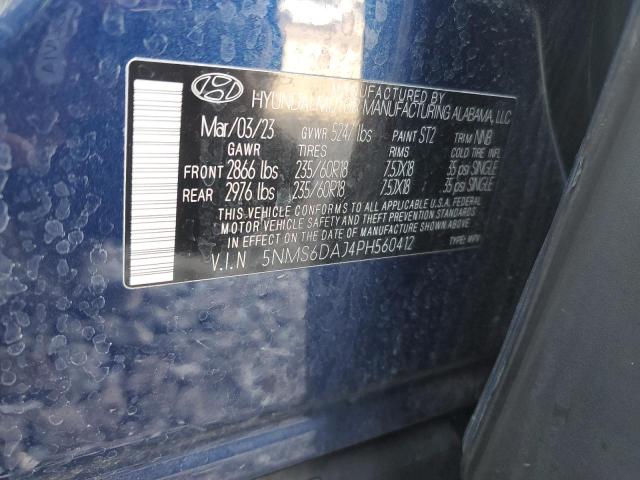 MANUFACTURED BY
HYUNDAI MOTOR MANUFACTURING ALABAMA, LLC
Mar/03/23 GVWR 5247 lbs PAINT ST2 TRIM NNB
GAWR TIRES RIMS COLD TIRE INFL
FRONT 2866 lbs 235/60R18 7.5JX18 35 psi SINGLE
REAR 2976 lbs 235/60R18 7.5JX18 35 psi SINGLE
THIS VEHICLE CONFORMS TO ALL APPLICABLE U.S.A. FEDERAL
MOTOR VEHICLE SAFETY AND THEFT PREVENTION STANDARDS
IN EFFECT ON THE DATE OF MANUFACTURE SHOWN ABOVE.
V.I.N 5NMS6DAJ4PH560412 TYPE: MPV